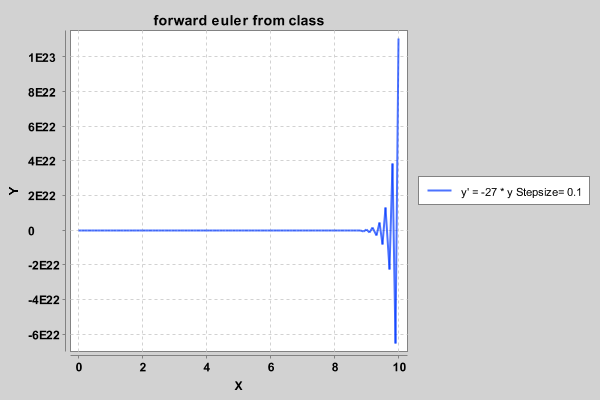 forward euler from class
1E23
8E22
6E22
4E22
2E22
0
-2E22
-4E22
-6E22
Y
0 2 4 6 8 10
X
y' = -27 * y Stepsize= 0.1